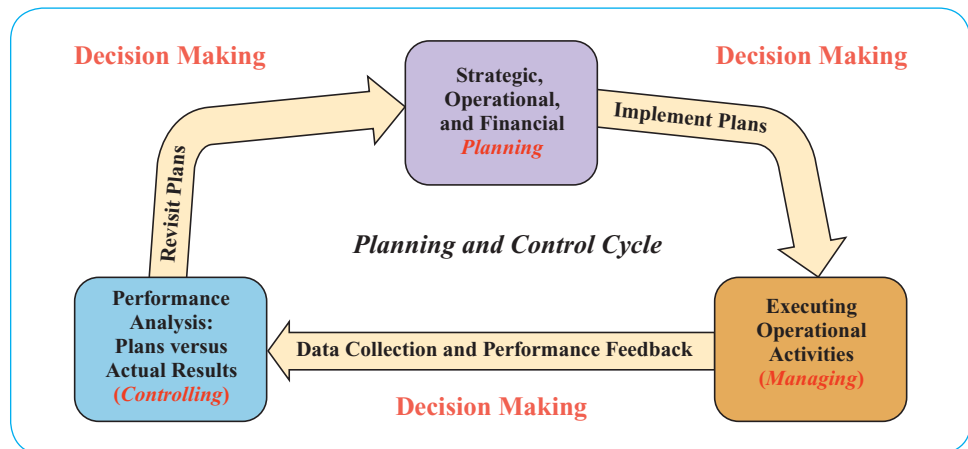 Decision Making
Decision Making
Strategic,
Operational,
and Financial
Planning
Implement Plans
Revisit Plans
Planning and Control Cycle
Performance
Analysis:
Plans versus
Actual Results
(Controlling)
Data Collection and Performance Feedback
Executing
Operational
Activities
(Managing)
Decision Making